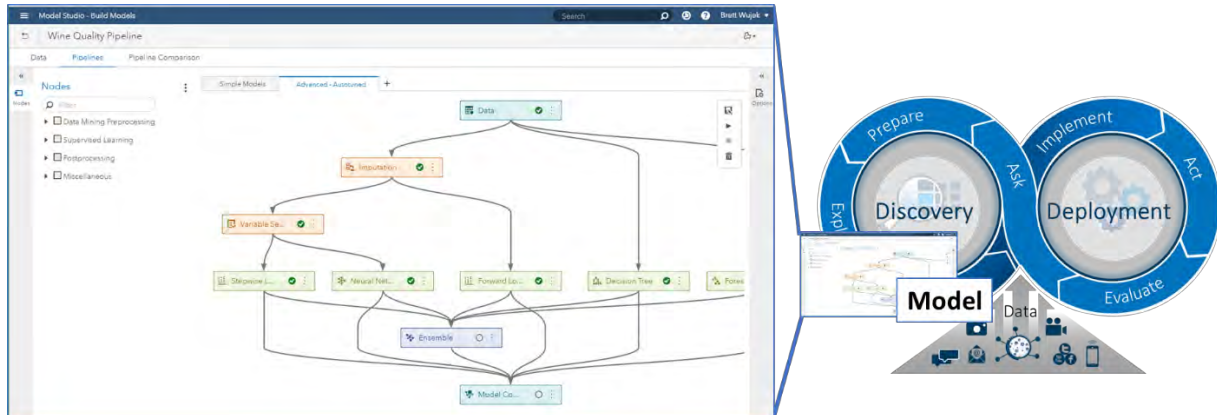 Model Studio - Build Models
Search
Brett Wujek
Wine Quality Pipeline
Data
Pipelines
Pipeline Comparison
Nodes
Nodes
Filter
Data Mining Preprocessing
Supervised Learning
Postprocessing
Miscellaneous
Simple Models
Advanced - Autotuned
+
Data
Imputation
Variable Se...
Stepwise L...
Neural Net...
Forward Lo...
Decision Tree
Fores
Ensemble
Model Co...
Options
Prepare
Ask
Implement
Act
Evaluate
Expl
Discovery
Deployment
Model
Data